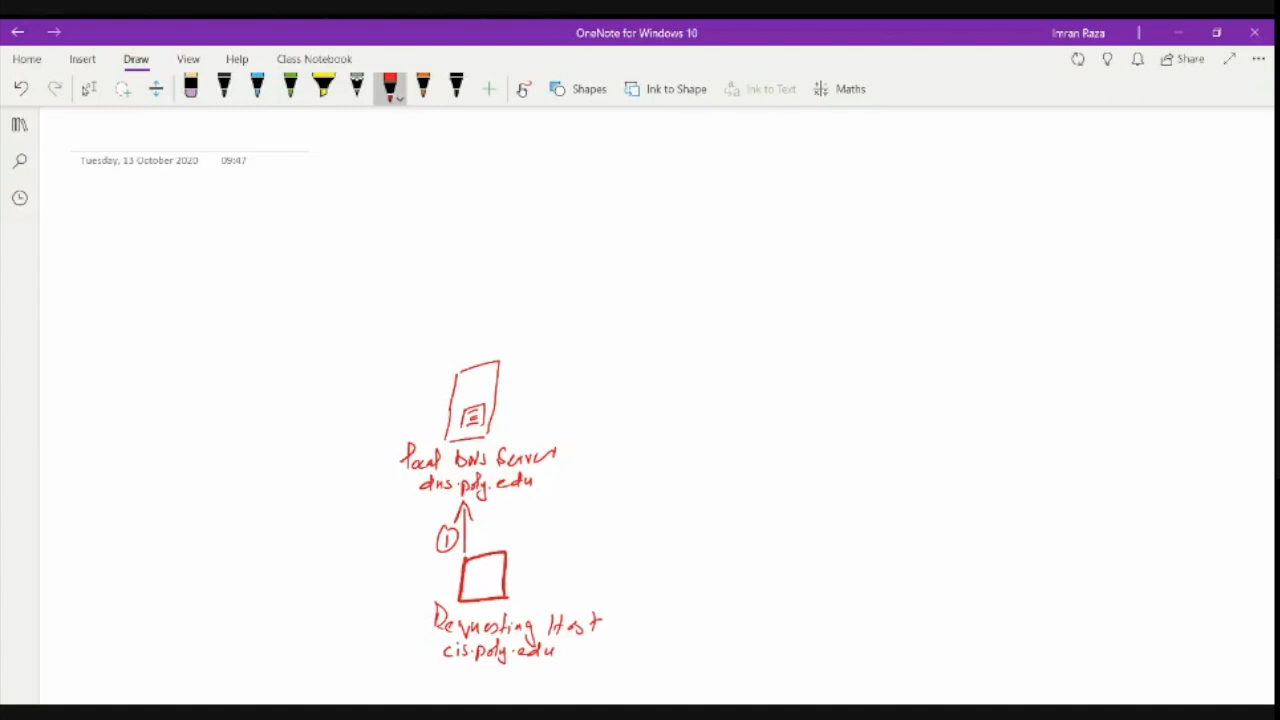 OneNote for Windows 10
Imran Raza
Home Insert Draw View Help Class Notebook
Share
Shapes Ink to Shape Ink to Text Maths
Tuesday, 13 October 2020 09:47
local DNS Server
dns.poly.edu
1
Requesting Host
cis.poly.edu